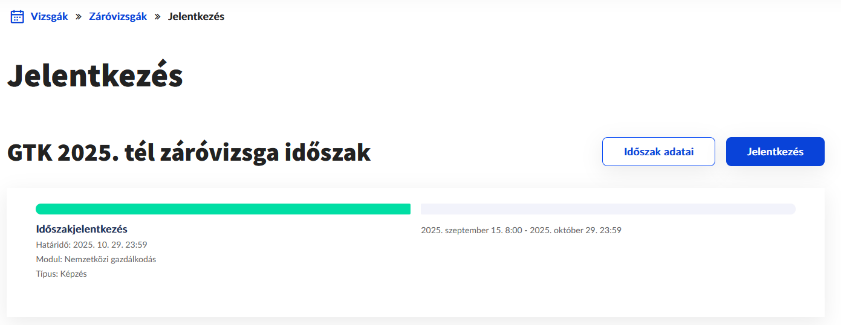 Vizsgák » Záróvizsgák » Jelentkezés
Jelentkezés
GTK 2025. tél záróvizsga időszak
Időszak adatai
Jelentkezés
Időszakjelentkezés
Határidő: 2025. 10. 29. 23:59
Modul: Nemzetközi gazdálkodás
Típus: Képzés
2025. szeptember 15. 8:00 - 2025. október 29. 23:59